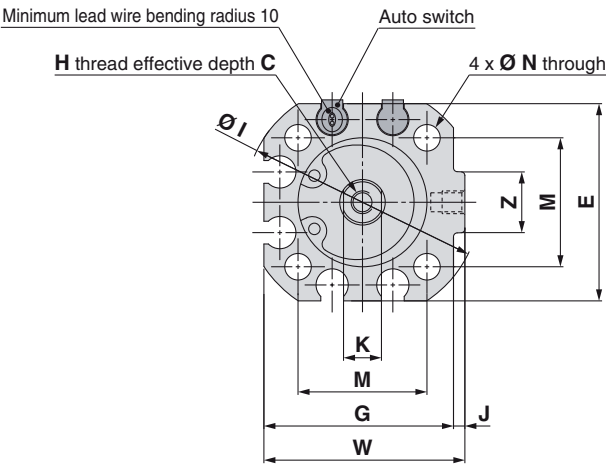 Minimum lead wire bending radius 10
Auto switch
H thread effective depth C
4 x Ø N through
Ø I
Z
M
E
K
M
G
J
W